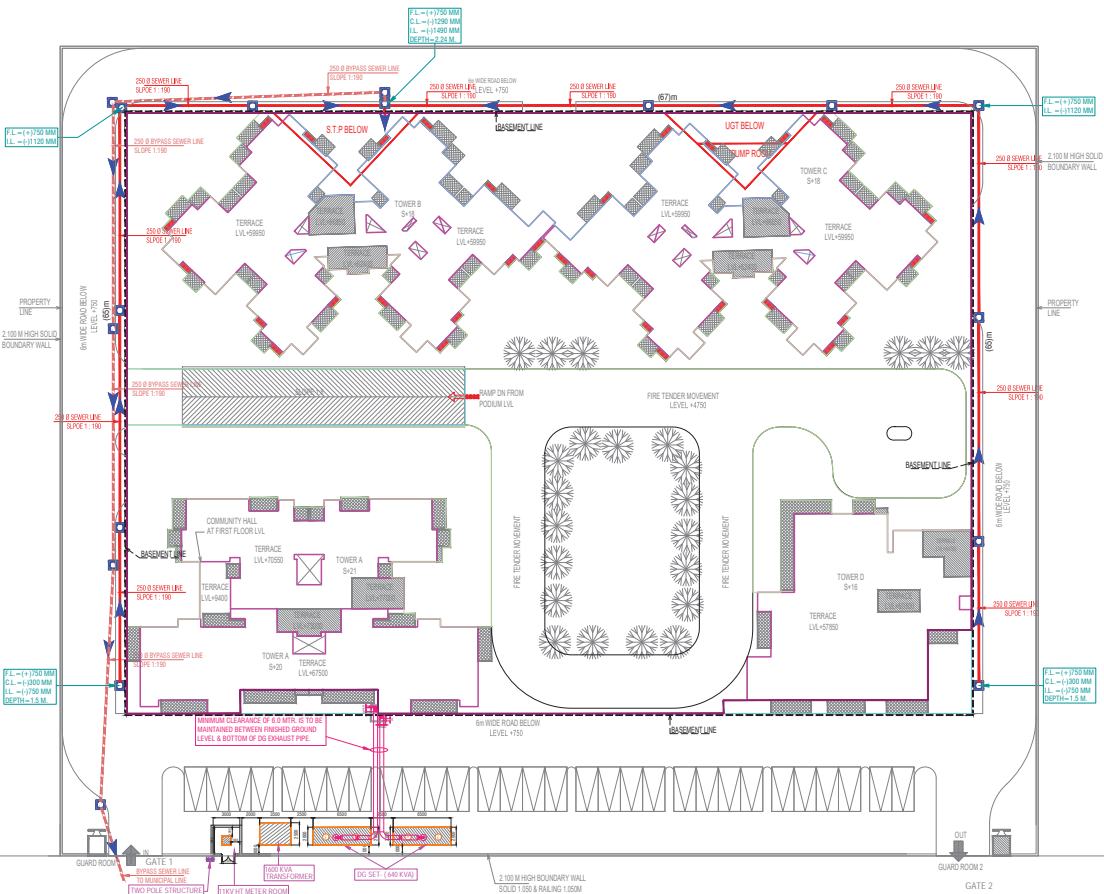 F.L. = (+)750 MM
C.L. = (-)1290 MM
I.L. = (-)1490 MM
DEPTH = 2.24 M.
250 Ø BYPASS SEWER LINE
SLOPE 1:190
250 Ø SEWER LINE
SLPOE 1 : 190
250 Ø SEWER LINE
SLPOE 1 : 190
6m WIDE ROAD BELOW
LEVEL +750
250 Ø SEWER LINE
SLPOE 1 : 190
(67)m
250 Ø SEWER LINE
SLPOE 1 : 190
F.L. = (+)750 MM
I.L. = (-)1120 MM
F.L. = (+)750 MM
I.L. = (-)1120 MM
BASEMENT LINE
S.T.P BELOW
UGT BELOW
PUMP ROOM
250 Ø BYPASS SEWER LINE
SLOPE 1:190
250 Ø SEWER LINE
SLPOE 1 : 190
2.100 M HIGH SOLID
BOUNDARY WALL
TOWER B
S+18
TOWER C
S+18
TERRACE
LVL+59950
TERRACE
LVL+59950
TERRACE
LVL+59950
TERRACE
LVL+59950
TERRACE
TERRACE
TERRACE
TERRACE
250 Ø SEWER LINE
SLPOE 1 : 190
PROPERTY
LINE
2.100 M HIGH SOLID
BOUNDARY WALL
6m WIDE ROAD BELOW
LEVEL +750
(65)m
PROPERTY
LINE
(65)m
250 Ø BYPASS SEWER LINE
SLOPE 1:190
SLOPE 1:8
RAMP DN FROM
PODIUM LVL
FIRE TENDER MOVEMENT
LEVEL +4750
250 Ø SEWER LINE
SLPOE 1 : 190
250 Ø SEWER LINE
SLPOE 1 : 190
BASEMENT LINE
6m WIDE ROAD BELOW
LEVEL +750
COMMUNITY HALL
AT FIRST FLOOR LVL
BASEMENT LINE
TERRACE
LVL+70550
TOWER A
S+21
TERRACE
LVL+9400
TERRACE
FIRE TENDER MOVEMENT
FIRE TENDER MOVEMENT
TOWER D
S+16
TERRACE
LVL+57850
250 Ø SEWER LINE
SLPOE 1 : 190
250 Ø SEWER LINE
SLPOE 1 : 190
250 Ø BYPASS SEWER LINE
SLOPE 1:190
TOWER A
S+20
TERRACE
LVL+67500
F.L. = (+)750 MM
C.L. = (-)300 MM
I.L. = (-)750 MM
DEPTH = 1.5 M.
F.L. = (+)750 MM
C.L. = (-)300 MM
I.L. = (-)750 MM
DEPTH = 1.5 M.
MINIMUM CLEARANCE OF 6.0 MTR. IS TO BE
MAINTAINED BETWEEN FINISHED GROUND
LEVEL & BOTTOM OF DG EXHAUST PIPE.
6m WIDE ROAD BELOW
LEVEL +750
BASEMENT LINE
GUARD ROOM
IN
GATE 1
BYPASS SEWER LINE
TO MUNICIPAL LINE
TWO POLE STRUCTURE
11KV HT METER ROOM
1600 KVA
TRANSFORMER
DG SET- ( 640 KVA)
2.100 M HIGH BOUNDARY WALL
SOLID 1.050 & RAILING 1.050M
OUT
GUARD ROOM 2
GATE 2